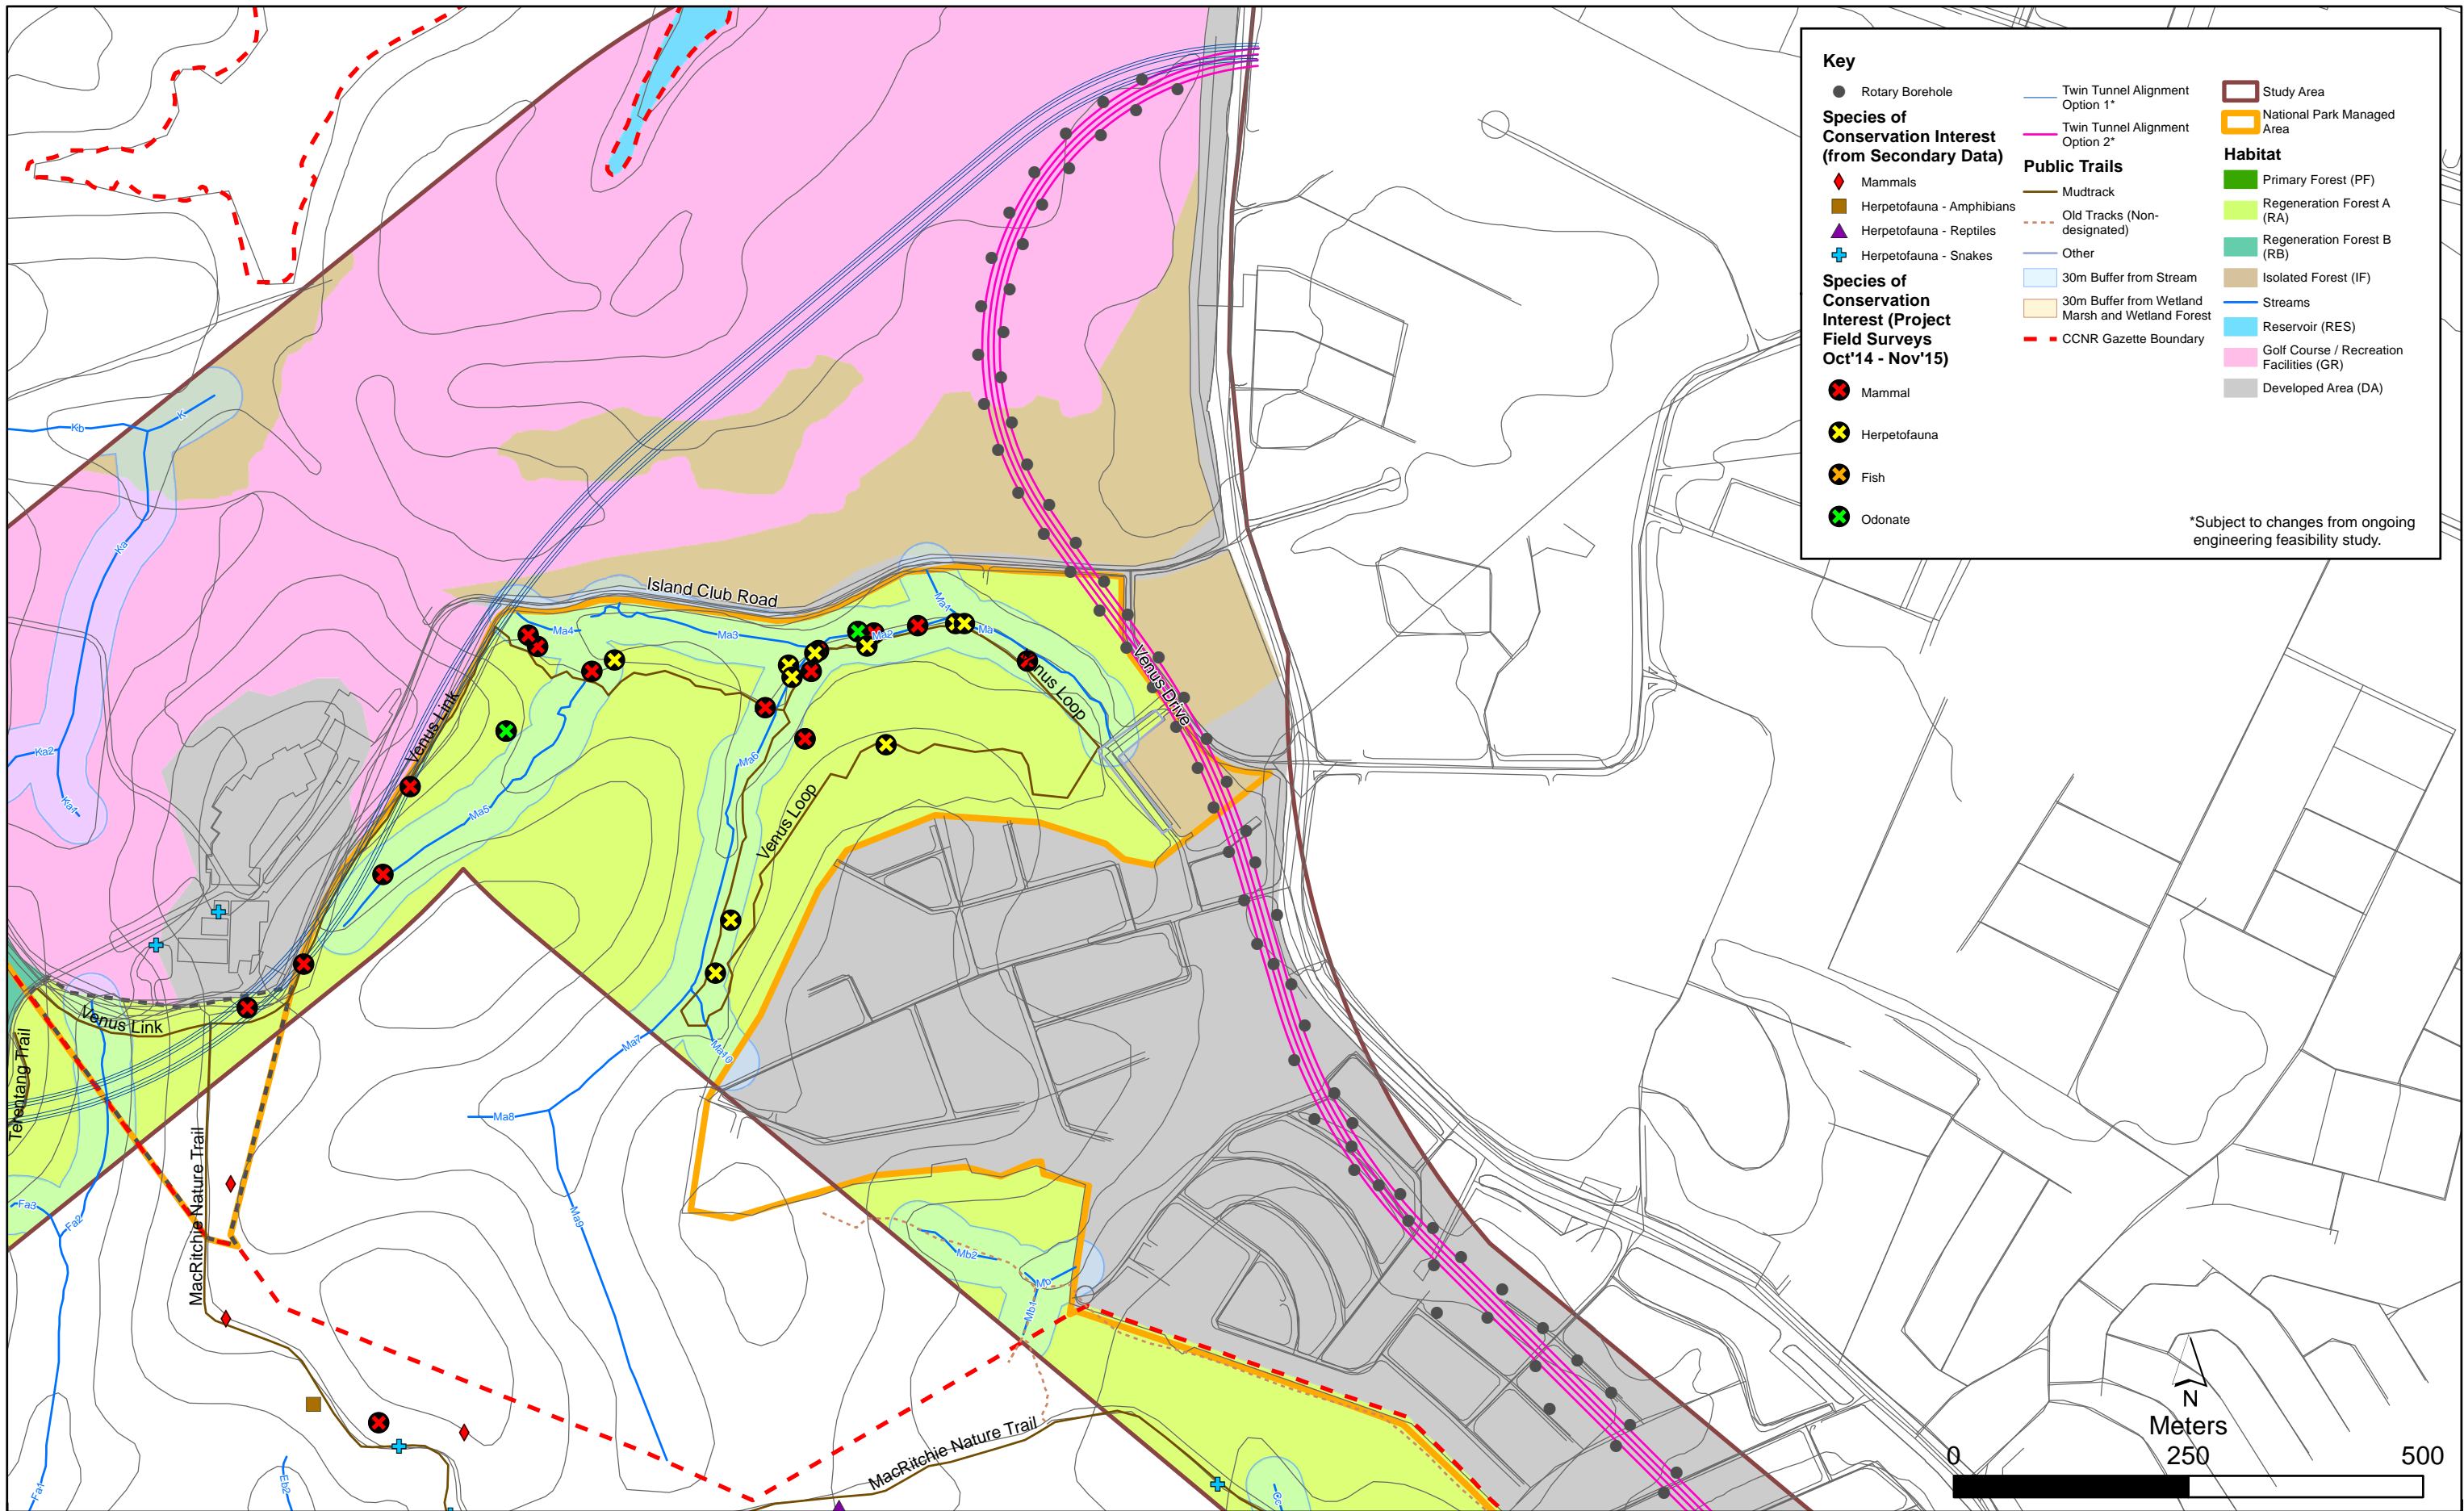 Key
Rotary Borehole
Species of
Conservation Interest
(from Secondary Data)
Mammals
Herpetofauna - Amphibians
Herpetofauna - Reptiles
Herpetofauna - Snakes
Species of
Conservation
Interest (Project
Field Surveys
Oct'14 - Nov'15)
Mammal
Herpetofauna
Fish
Odonate
Twin Tunnel Alignment
Option 1*
Twin Tunnel Alignment
Option 2*
Public Trails
Mudtrack
Old Tracks (Non-
designated)
Other
30m Buffer from Stream
30m Buffer from Wetland
Marsh and Wetland Forest
CCNR Gazette Boundary
Study Area
National Park Managed
Area
Habitat
Primary Forest (PF)
Regeneration Forest A
(RA)
Regeneration Forest B
(RB)
Isolated Forest (IF)
Streams
Reservoir (RES)
Golf Course / Recreation
Facilities (GR)
Developed Area (DA)
*Subject to changes from ongoing
engineering feasibility study.
K
Kb
Ka
Ka2
Ka1
Island Club Road
Ma4
Ma3
Ma2
Ma1
Ma
Venus Loop
Venus Drive
Venus Link
Ma5
Ma6
Venus Loop
Venus Link
Terentang Trail
MacRitchie Nature Trail
Ma7
Ma10
Ma8
Ma9
Fa3
Fa2
Fa1
Eb2
Mb2
Mb
Mb1
MacRitchie Nature Trail
Cc
N
Meters
0
250
500